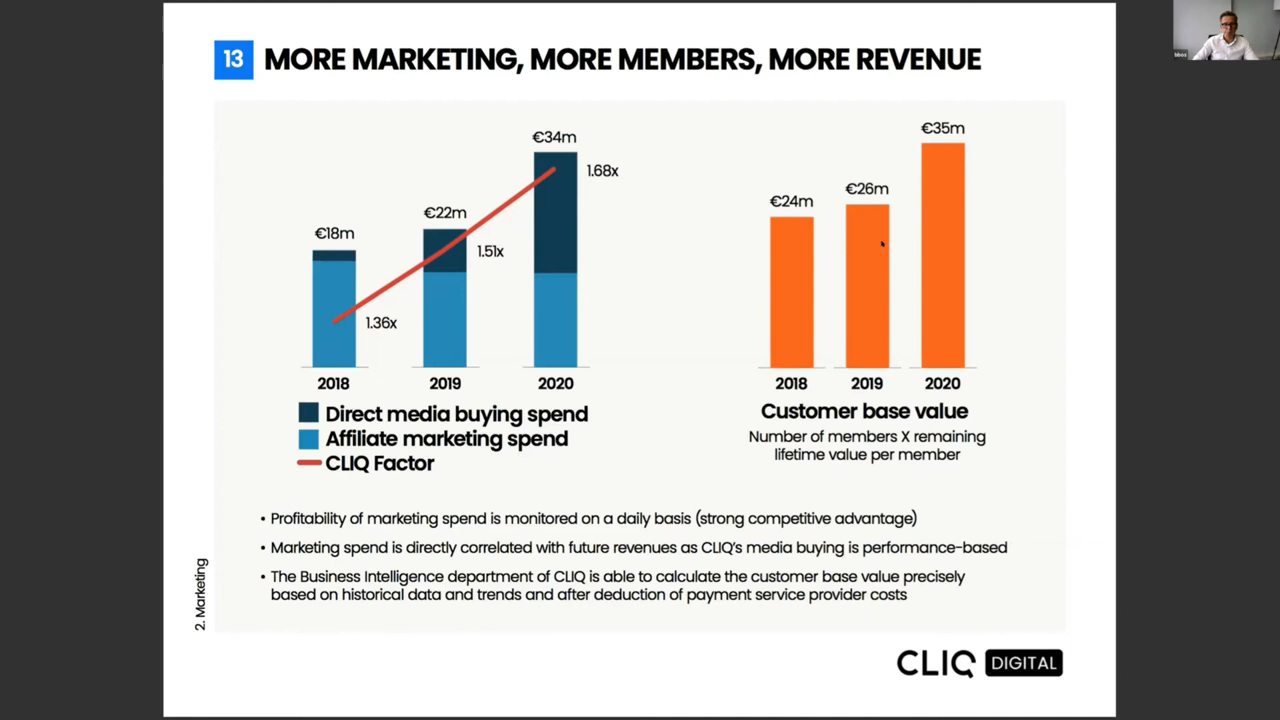 13 MORE MARKETING, MORE MEMBERS, MORE REVENUE
€18m
€22m
€34m
1.36x
1.51x
1.68x
2018
2019
2020
Direct media buying spend
Affiliate marketing spend
CLIQ Factor
€24m
€26m
€35m
2018
2019
2020
Customer base value
Number of members X remaining
lifetime value per member
• Profitability of marketing spend is monitored on a daily basis (strong competitive advantage)
• Marketing spend is directly correlated with future revenues as CLIQ's media buying is performance-based
• The Business Intelligence department of CLIQ is able to calculate the customer base value precisely
based on historical data and trends and after deduction of payment service provider costs
2. Marketing
CLIQ DIGITAL